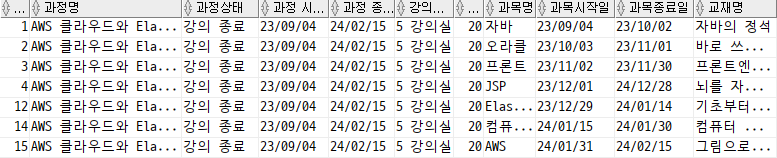 ... 과정명 과정상태 과정 시... 과정 종... 강의... ... 과목명 과목시작일 과목종료일 교재명
1 AWS 클라우드와 Ela... 강의 종료 23/09/04 24/02/15 5 강의실 20 자바 23/09/04 23/10/02 자바의 정석
2 AWS 클라우드와 Ela... 강의 종료 23/09/04 24/02/15 5 강의실 20 오라클 23/10/03 23/11/01 바로 쓰...
3 AWS 클라우드와 Ela... 강의 종료 23/09/04 24/02/15 5 강의실 20 프론트 23/11/02 23/11/30 프론트엔...
4 AWS 클라우드와 Ela... 강의 종료 23/09/04 24/02/15 5 강의실 20 JSP 23/12/01 24/12/28 뇌를 자...
12 AWS 클라우드와 Ela... 강의 종료 23/09/04 24/02/15 5 강의실 20 Elas... 23/12/29 24/01/14 기초부터...
14 AWS 클라우드와 Ela... 강의 종료 23/09/04 24/02/15 5 강의실 20 컴퓨... 24/01/15 24/01/30 컴퓨터 ...
15 AWS 클라우드와 Ela... 강의 종료 23/09/04 24/02/15 5 강의실 20 AWS 24/01/31 24/02/15 그림으로...